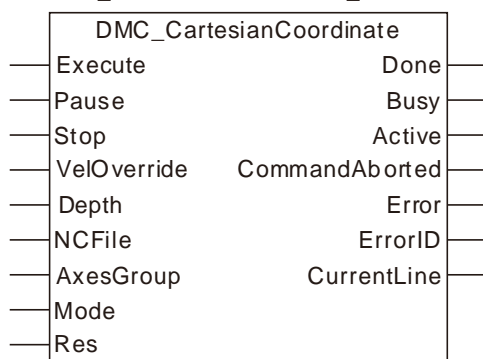 DMC_CartesianCoordinate
Execute Done
Pause Busy
Stop Active
VelOverride CommandAborted
Depth Error
NCFile ErrorID
AxesGroup CurrentLine
Mode
Res